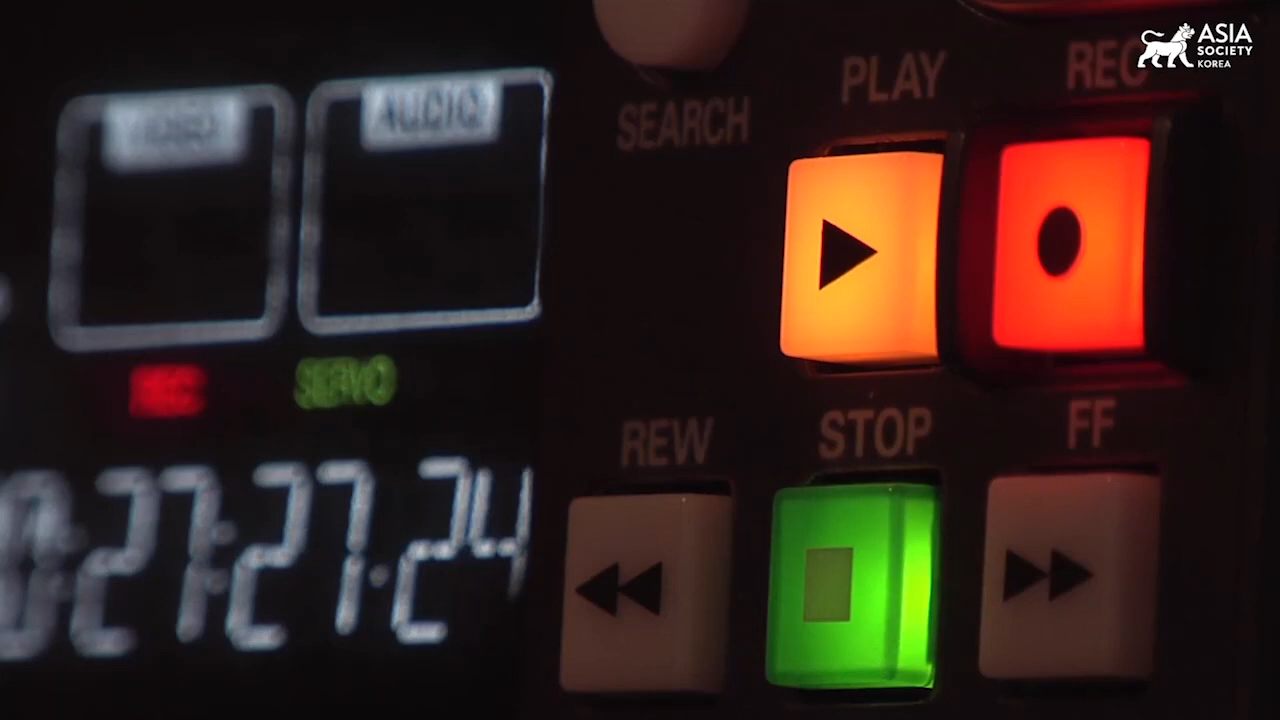 ASIA
SOCIETY
KOREA
VIDEO
AUDIO
SEARCH
PLAY
REC
REC
SERVO
REW
STOP
FF
27:27.24